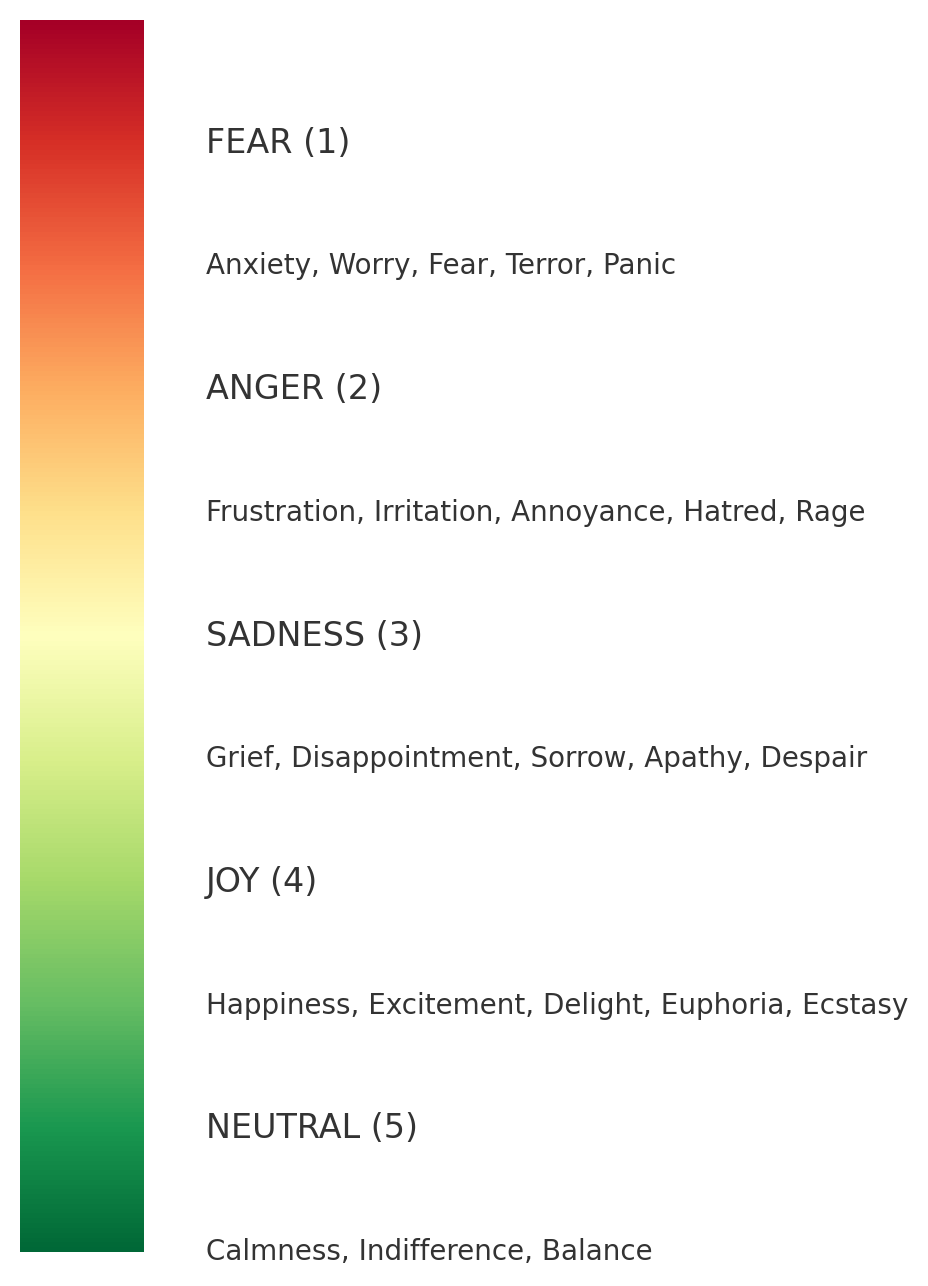 FEAR (1)
Anxiety, Worry, Fear, Terror, Panic
ANGER (2)
Frustration, Irritation, Annoyance, Hatred, Rage
SADNESS (3)
Grief, Disappointment, Sorrow, Apathy, Despair
JOY (4)
Happiness, Excitement, Delight, Euphoria, Ecstasy
NEUTRAL (5)
Calmness, Indifference, Balance